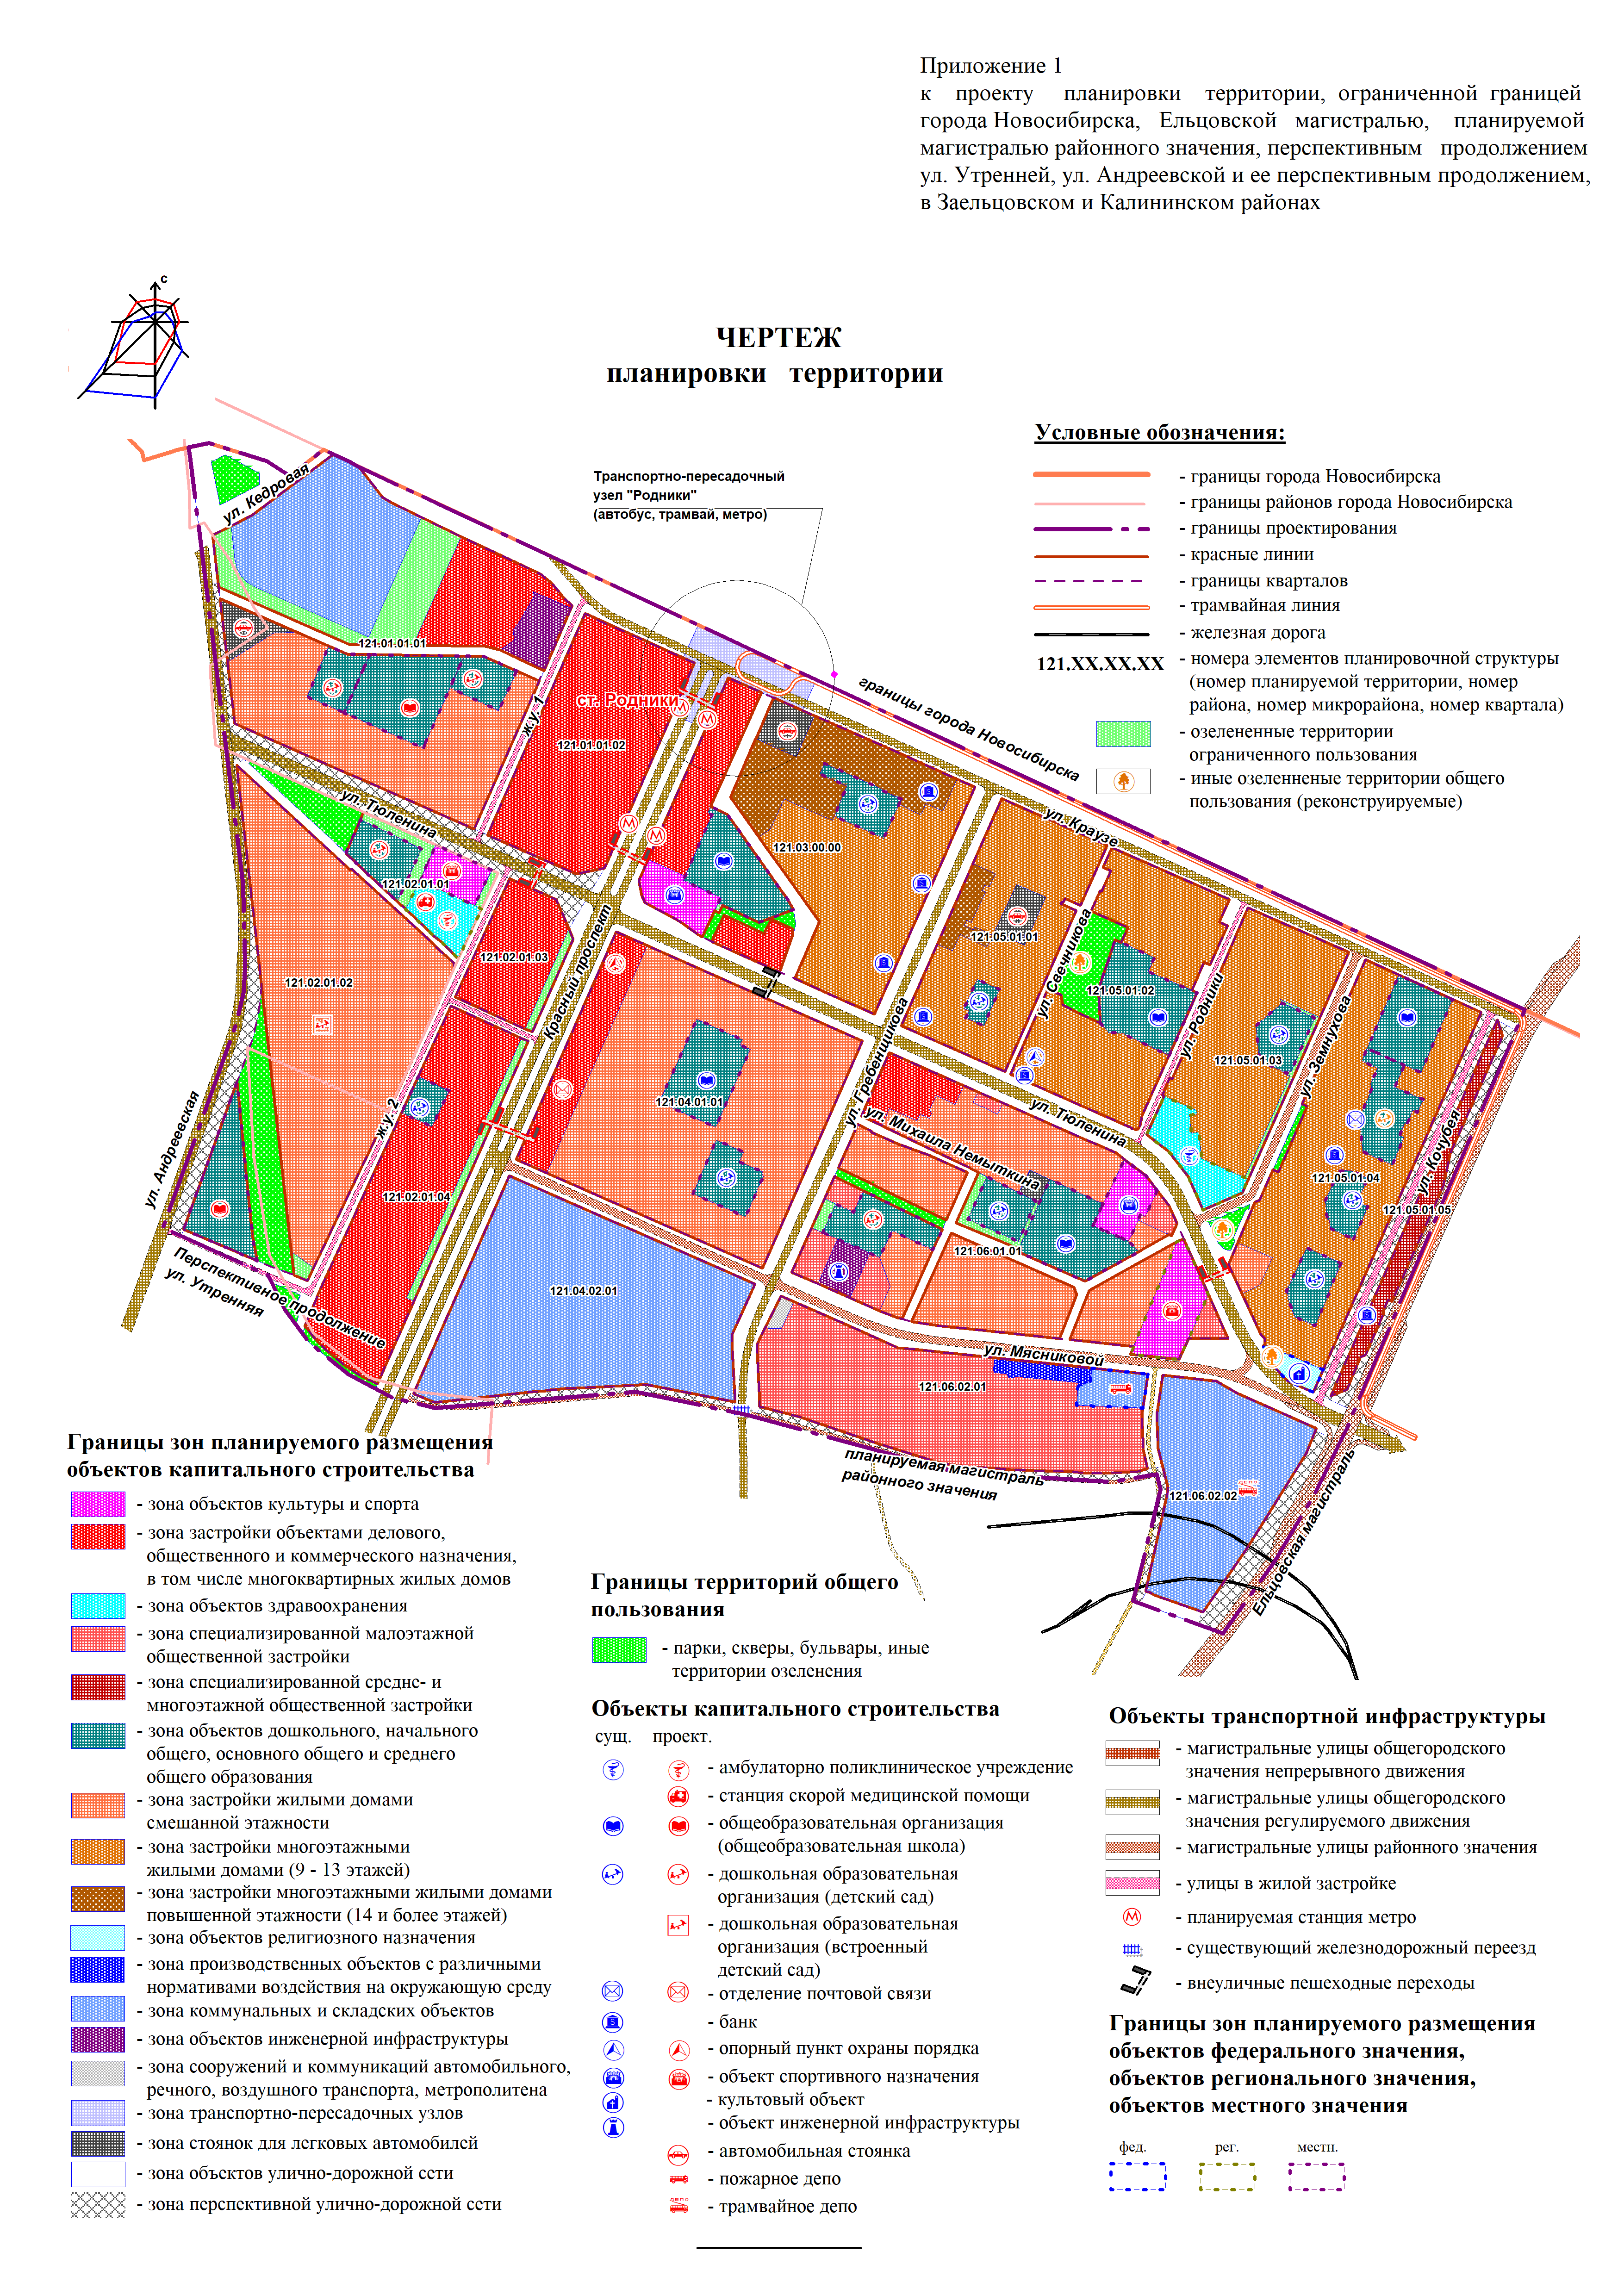 Приложение 1
к проекту планировки территории, ограниченной границей
города Новосибирска, Ельцовской магистралью, планируемой
магистралью районного значения, перспективным продолжением
ул. Утренней, ул. Андреевской и ее перспективным продолжением,
в Заельцовском и Калининском районах
с
ЧЕРТЕЖ
планировки территории
Условные обозначения:
- границы города Новосибирска
- границы районов города Новосибирска
- границы проектирования
- красные линии
- границы кварталов
- трамвайная линия
- железная дорога
121.XX.XX.XX
- номера элементов планировочной структуры
(номер планируемой территории, номер
района, номер микрорайона, номер квартала)
- озелененные территории
ограниченного пользования
- иные озелененые территории общего
пользования (реконструируемые)
Транспортно-пересадочный
узел "Родники"
(автобус, трамвай, метро)
ул. Кедровая
121.01.01.01
ж.у. 1
ст. Родники
121.01.01.02
границы города Новосибирска
ул. Тюленина
ул. Краузе
121.03.00.00
121.02.01.01
121.02.01.03
Красный проспект
121.05.01.01
ул. Свечникова
121.05.01.02
121.02.01.02
ул. Родники
ул. Земнухова
121.05.01.03
ул. Гребенщикова
121.04.01.01
ул. Тюленина
ул. Михаила Немыткина
ж.у. 2
ул. Андреевская
121.02.01.04
121.05.01.04
ул. Кочубея
121.05.01.05
121.06.01.01
Перспективное продолжение
ул. Утренняя
121.04.02.01
ул. Мясниковой
121.06.02.01
планируемая магистраль
районного значения
121.06.02.02
ДЕПО
Ельцовская магистраль
Границы зон планируемого размещения
объектов капитального строительства
- зона объектов культуры и спорта
- зона застройки объектами делового,
общественного и коммерческого назначения,
в том числе многоквартирных жилых домов
- зона объектов здравоохранения
- зона специализированной малоэтажной
общественной застройки
- зона специализированной средне- и
многоэтажной общественной застройки
- зона объектов дошкольного, начального
общего, основного общего и среднего
общего образования
- зона застройки жилыми домами
смешанной этажности
- зона застройки многоэтажными
жилыми домами (9 - 13 этажей)
- зона застройки многоэтажными жилыми домами
повышенной этажности (14 и более этажей)
- зона объектов религиозного назначения
- зона производственных объектов с различными
нормативами воздействия на окружающую среду
- зона коммунальных и складских объектов
- зона объектов инженерной инфраструктуры
- зона сооружений и коммуникаций автомобильного,
речного, воздушного транспорта, метрополитена
- зона транспортно-пересадочных узлов
- зона стоянок для легковых автомобилей
- зона объектов улично-дорожной сети
- зона перспективной улично-дорожной сети
Границы территорий общего
пользования
- парки, скверы, бульвары, иные
территории озеленения
Объекты капитального строительства
сущ. проект.
- амбулаторно поликлиническое учреждение
- станция скорой медицинской помощи
- общеобразовательная организация
(общеобразовательная школа)
- дошкольная образовательная
организация (детский сад)
- дошкольная образовательная
организация (встроенный
детский сад)
- отделение почтовой связи
- банк
- опорный пункт охраны порядка
- объект спортивного назначения
- культовый объект
- объект инженерной инфраструктуры
- автомобильная стоянка
- пожарное депо
ДЕПО
- трамвайное депо
Объекты транспортной инфраструктуры
- магистральные улицы общегородского
значения непрерывного движения
- магистральные улицы общегородского
значения регулируемого движения
- магистральные улицы районного значения
- улицы в жилой застройке
- планируемая станция метро
- существующий железнодорожный переезд
- внеуличные пешеходные переходы
Границы зон планируемого размещения
объектов федерального значения,
объектов регионального значения,
объектов местного значения
фед. рег. местн.